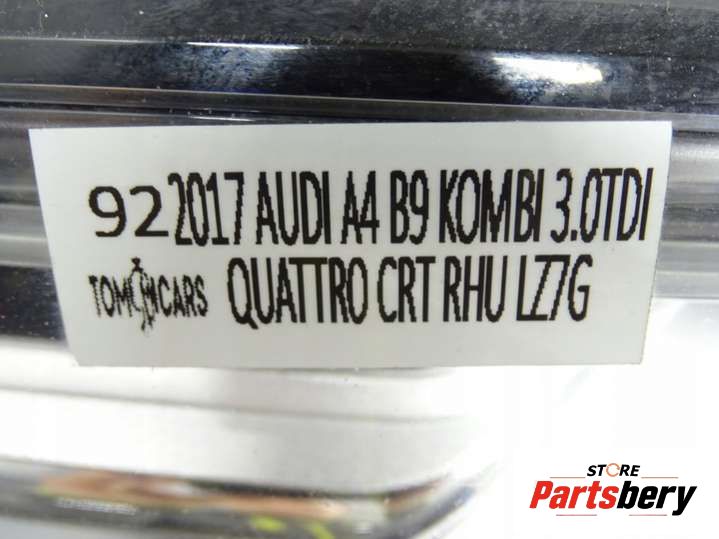 92 2017 AUDI A4 B9 KOMBI 3.0TDI
TOM CARS QUATTRO CRT RHU LZ7G
STORE
Partsbery